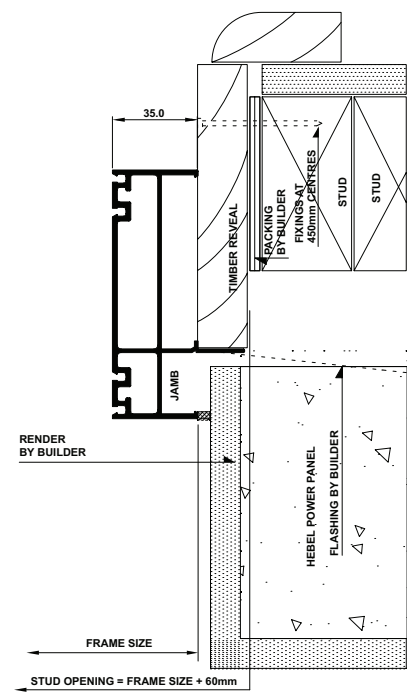 35.0
TIMBER REVEAL
PACKING
BY BUILDER
FIXINGS AT
450mm CENTRES
STUD
STUD
JAMB
RENDER
BY BUILDER
HEBEL POWER PANEL
FLASHING BY BUILDER
FRAME SIZE
STUD OPENING = FRAME SIZE + 60mm